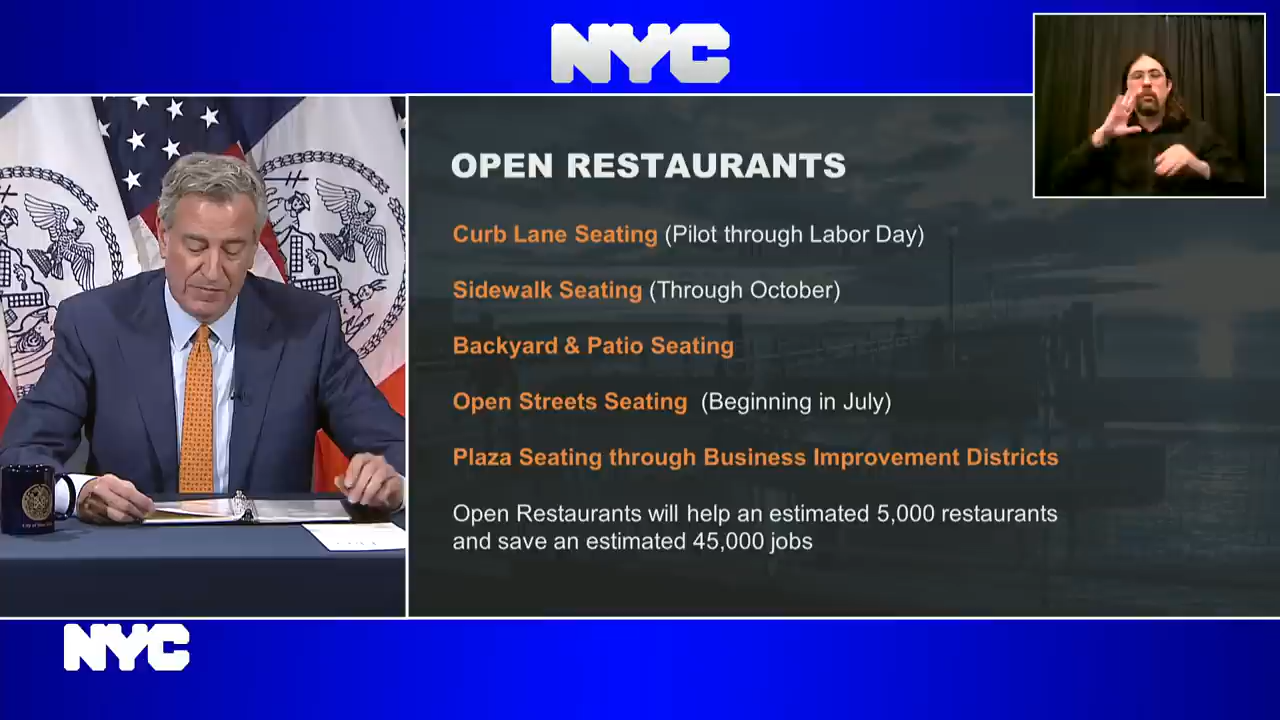 NYC
OPEN RESTAURANTS
Curb Lane Seating (Pilot through Labor Day)
Sidewalk Seating (Through October)
Backyard & Patio Seating
Open Streets Seating (Beginning in July)
Plaza Seating through Business Improvement Districts
Open Restaurants will help an estimated 5,000 restaurants
and save an estimated 45,000 jobs
NYC